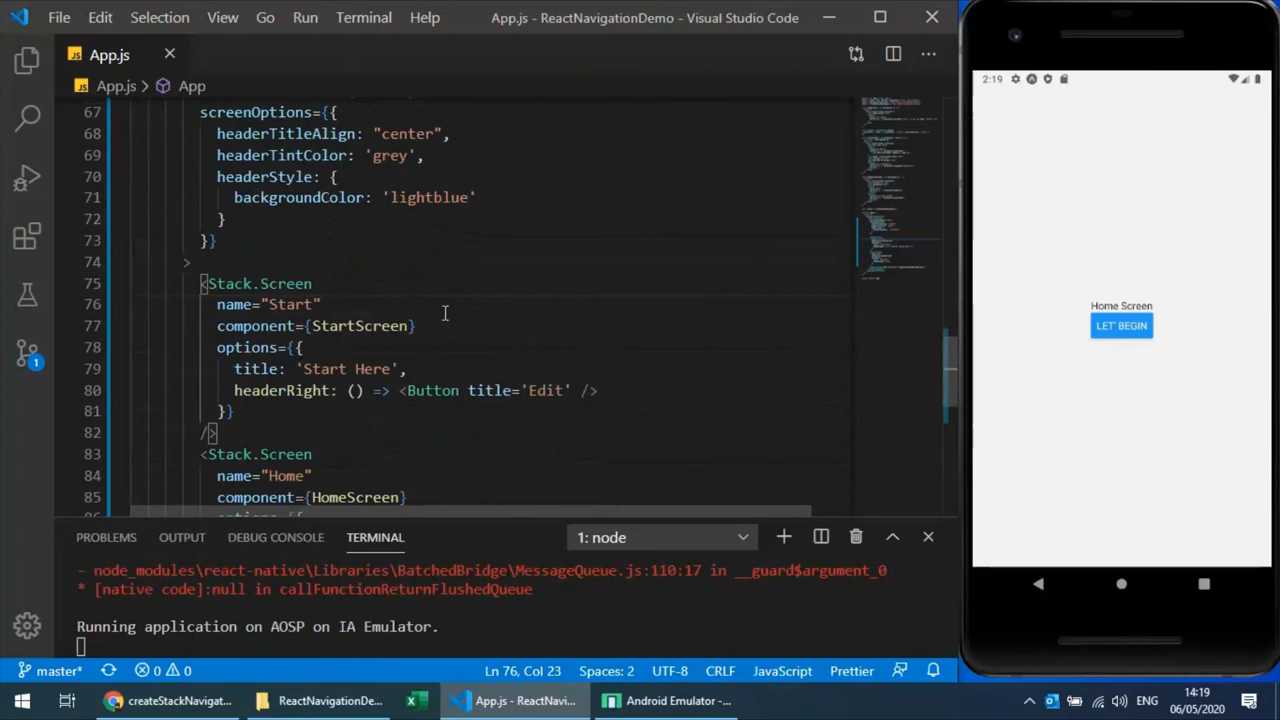 File Edit Selection View Go Run Terminal Help App.js - ReactNavigationDemo - Visual Studio Code
JS App.js
JS App.js > App
67 screenOptions={{
68 headerTitleAlign: "center",
69 headerTintColor: 'grey',
70 headerStyle: {
71 backgroundColor: 'lightblue'
72 }
73 }}
74 >
75 <Stack.Screen
76 name="Start"
77 component={StartScreen}
78 options={{
79 title: 'Start Here',
80 headerRight: () => <Button title='Edit' />
81 }}
82 />
83 <Stack.Screen
84 name="Home"
85 component={HomeScreen}
86 options={{
PROBLEMS OUTPUT DEBUG CONSOLE TERMINAL 1: node
- node_modules\react-native\Libraries\BatchedBridge\MessageQueue.js:110:17 in __guard$argument_0
* [native code]:null in callFunctionReturnFlushedQueue
Running application on AOSP on IA Emulator.
1
master* 0 0 Ln 76, Col 23 Spaces: 2 UTF-8 CRLF JavaScript Prettier
2:19
Home Screen
LET' BEGIN
createStackNavigat... ReactNavigationDe... App.js - ReactNavi... Android Emulator -... ENG 14:19
06/05/2020